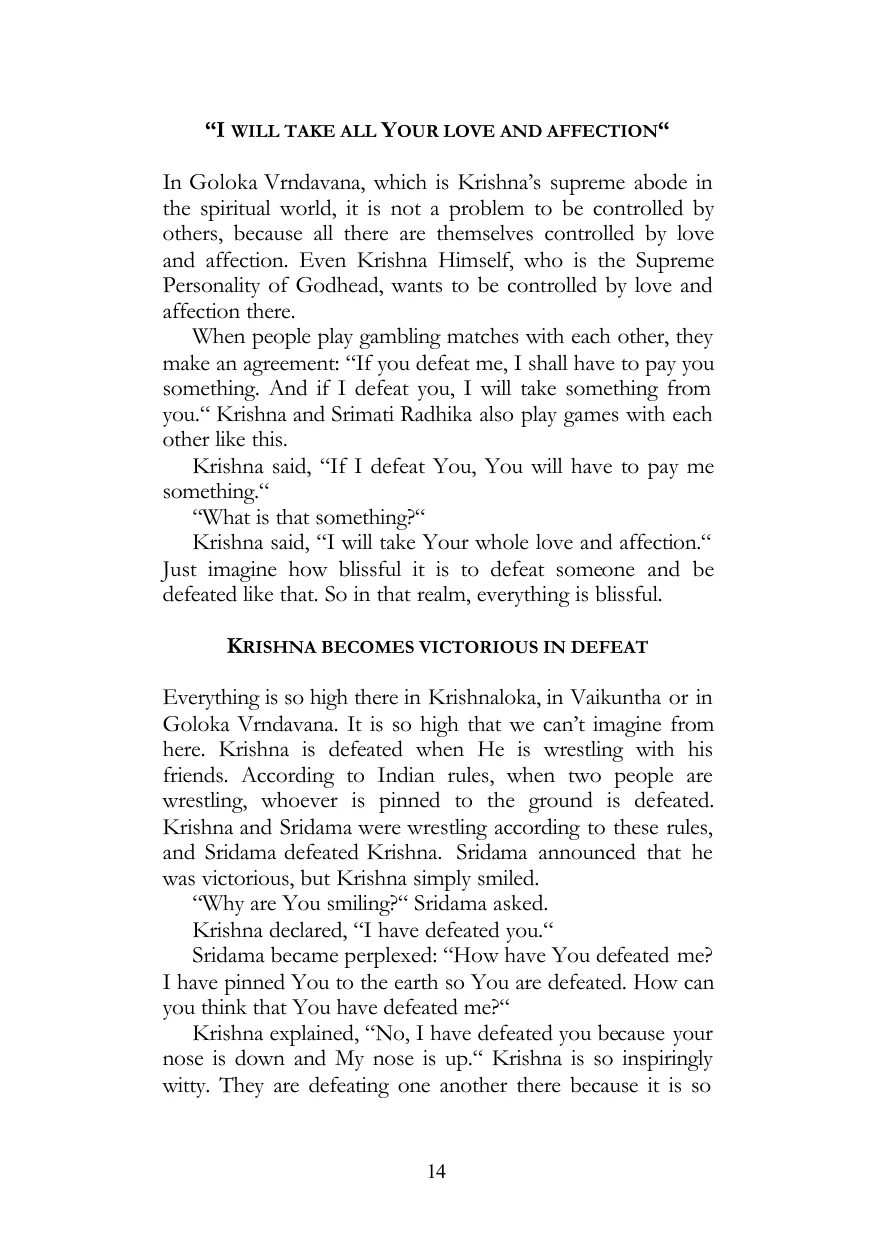 “I WILL TAKE ALL YOUR LOVE AND AFFECTION“
In Goloka Vrndavana, which is Krishna’s supreme abode in
the spiritual world, it is not a problem to be controlled by
others, because all there are themselves controlled by love
and affection. Even Krishna Himself, who is the Supreme
Personality of Godhead, wants to be controlled by love and
affection there.
When people play gambling matches with each other, they
make an agreement: “If you defeat me, I shall have to pay you
something. And if I defeat you, I will take something from
you.“ Krishna and Srimati Radhika also play games with each
other like this.
Krishna said, “If I defeat You, You will have to pay me
something.“
“What is that something?“
Krishna said, “I will take Your whole love and affection.“
Just imagine how blissful it is to defeat someone and be
defeated like that. So in that realm, everything is blissful.
KRISHNA BECOMES VICTORIOUS IN DEFEAT
Everything is so high there in Krishnaloka, in Vaikuntha or in
Goloka Vrndavana. It is so high that we can’t imagine from
here. Krishna is defeated when He is wrestling with his
friends. According to Indian rules, when two people are
wrestling, whoever is pinned to the ground is defeated.
Krishna and Sridama were wrestling according to these rules,
and Sridama defeated Krishna. Sridama announced that he
was victorious, but Krishna simply smiled.
“Why are You smiling?“ Sridama asked.
Krishna declared, “I have defeated you.“
Sridama became perplexed: “How have You defeated me?
I have pinned You to the earth so You are defeated. How can
you think that You have defeated me?“
Krishna explained, “No, I have defeated you because your
nose is down and My nose is up.“ Krishna is so inspiringly
witty. They are defeating one another there because it is so
14